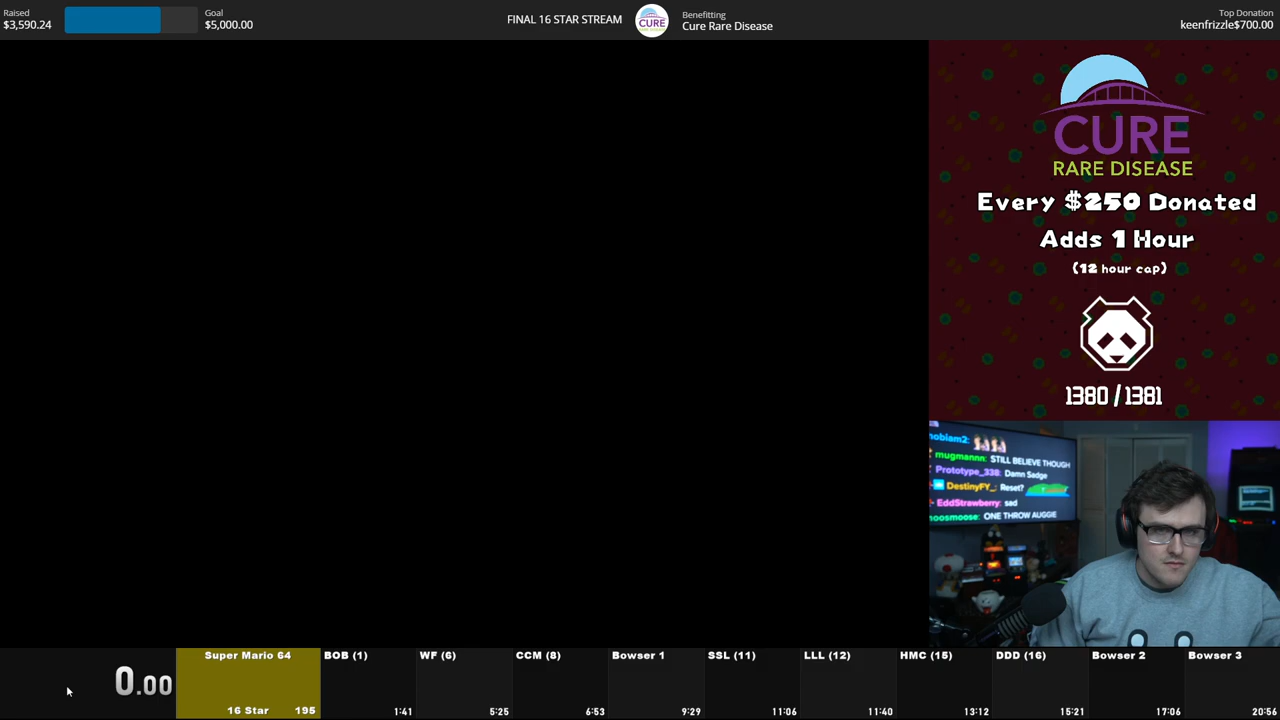 Raised
$3,590.24
Goal
$5,000.00
FINAL 16 STAR STREAM
CURE
RARE DISEASE
Benefitting
Cure Rare Disease
Top Donation
keenfrizzle$700.00
CURE
RARE DISEASE
Every $250 Donated
Adds 1 Hour
(12 hour cap)
1380 / 1381
nobiam2:
mugmannn: STILL BELIEVE THOUGH
Prototype_338: Damn Sadge
DestinyFY_: Reset?
EddStrawberry: sad
oosmoose: ONE THROW AUGGIE
0.00
Super Mario 64
16 Star 195
BOB (1)
1:41
WF (6)
5:25
CCM (8)
6:53
Bowser 1
9:29
SSL (11)
11:06
LLL (12)
11:40
HMC (15)
13:12
DDD (16)
15:21
Bowser 2
17:06
Bowser 3
20:56